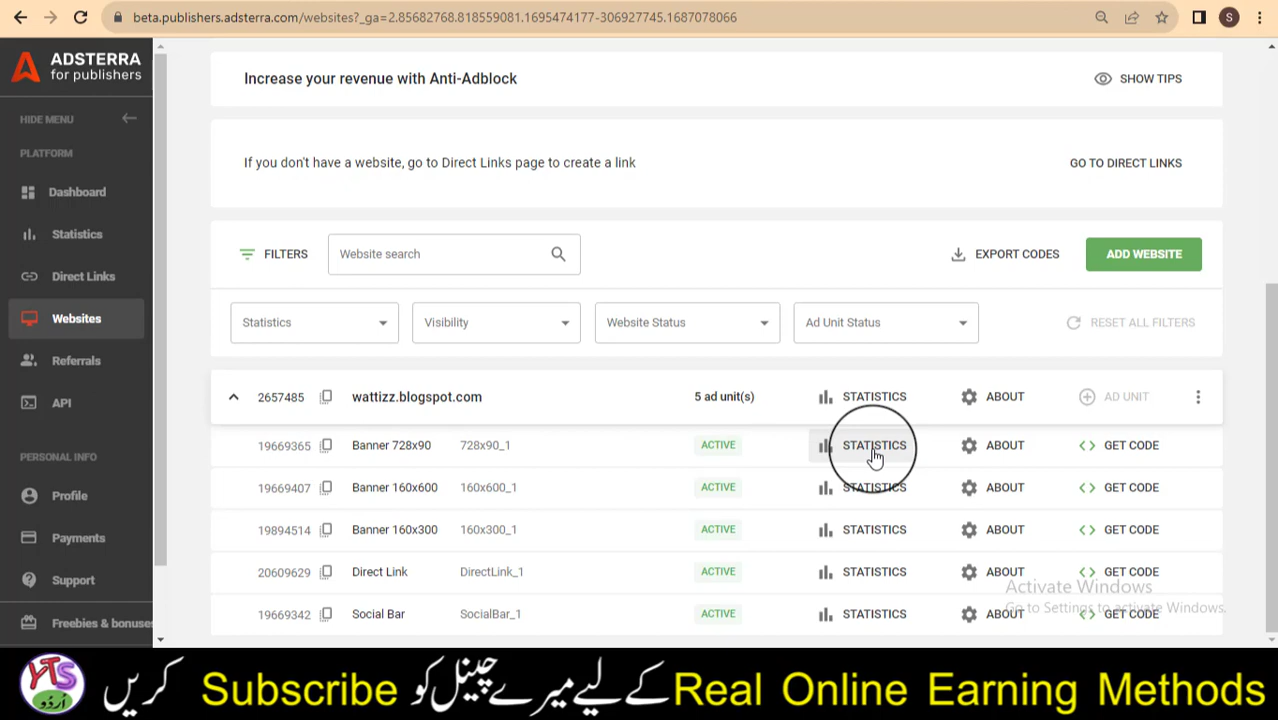 beta.publishers.adsterra.com/websites?_ga=2.85682768.818559081.1695474177-306927745.1687078066
S
ADSTERRA
for publishers
HIDE MENU
PLATFORM
Dashboard
Statistics
Direct Links
Websites
Referrals
API
PERSONAL INFO
Profile
Payments
Support
Freebies & bonuses
Increase your revenue with Anti-Adblock SHOW TIPS
If you don't have a website, go to Direct Links page to create a link GO TO DIRECT LINKS
FILTERS Website search EXPORT CODES ADD WEBSITE
Statistics Visibility Website Status Ad Unit Status RESET ALL FILTERS
2657485 wattizz.blogspot.com 5 ad unit(s) STATISTICS ABOUT AD UNIT
19669365 Banner 728x90 728x90_1 ACTIVE STATISTICS ABOUT GET CODE
19669407 Banner 160x600 160x600_1 ACTIVE STATISTICS ABOUT GET CODE
19894514 Banner 160x300 160x300_1 ACTIVE STATISTICS ABOUT GET CODE
20609629 Direct Link DirectLink_1 ACTIVE STATISTICS ABOUT GET CODE
19669342 Social Bar SocialBar_1 ACTIVE STATISTICS ABOUT GET CODE
Activate Windows
Go to Settings to activate Windows.
YTS
اردو
Real Online Earning Methods کے لیے میرے چینل کو Subscribe کریں